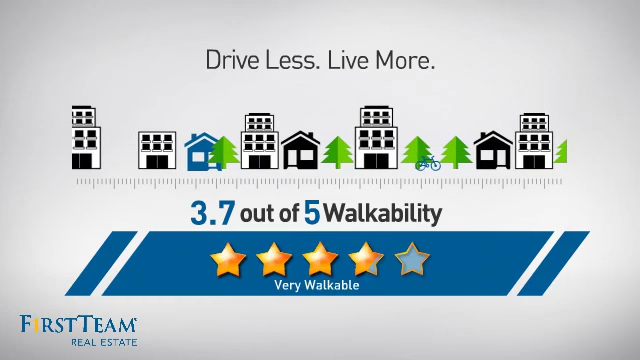 Drive Less. Live More.
3.7 out of 5 Walkability
Very Walkable
FIRSTTEAM®
REAL ESTATE